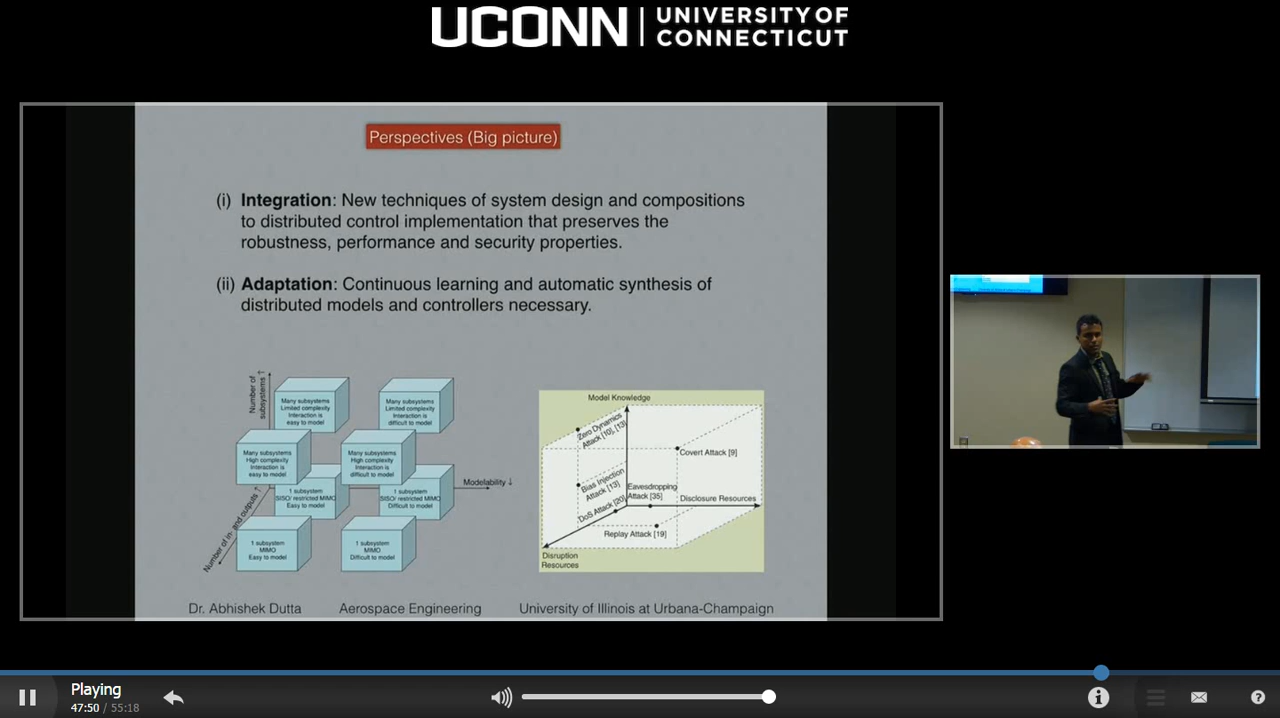 UCONN
UNIVERSITY OF
CONNECTICUT
Perspectives (Big picture)
(i) Integration: New techniques of system design and compositions
to distributed control implementation that preserves the
robustness, performance and security properties.
(ii) Adaptation: Continuous learning and automatic synthesis of
distributed models and controllers necessary.
Number of
subsystems ↑
Many subsystems
Limited complexity
Interaction is
easy to model
Many subsystems
Limited complexity
Interaction is
difficult to model
Many subsystems
High complexity
Interaction is
easy to model
Many subsystems
High complexity
Interaction is
difficult to model
1 subsystem
SISO/ restricted MIMO
Easy to model
1 subsystem
SISO/ restricted MIMO
Difficult to model
Modelability ↓
Number of in- and outputs ↑
1 subsystem
MIMO
Easy to model
1 subsystem
MIMO
Difficult to model
Model Knowledge
Zero Dynamics
Attack [10], [13]
Covert Attack [9]
Bias Injection
Attack [13]
Eavesdropping
Attack [35]
Disclosure Resources
DoS Attack [20]
Replay Attack [19]
Disruption
Resources
Dr. Abhishek Dutta Aerospace Engineering University of Illinois at Urbana-Champaign
Playing
47:50 / 55:18